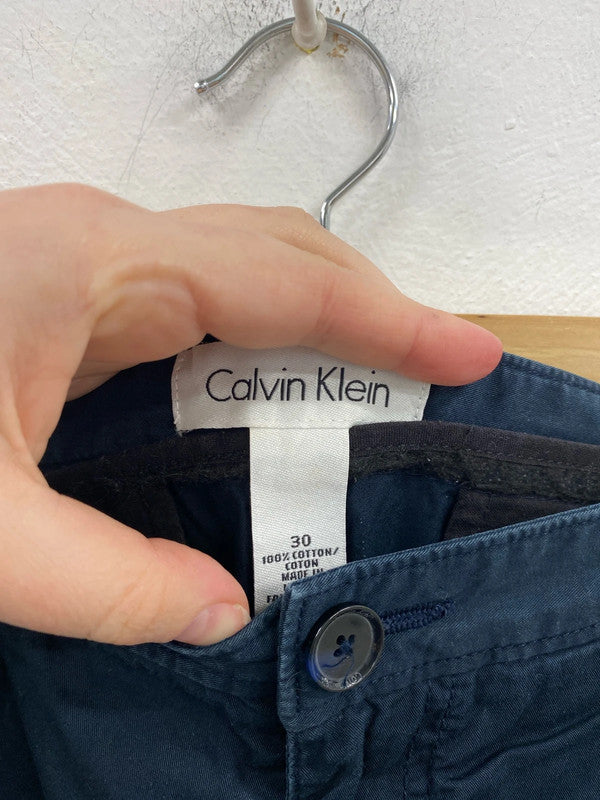 Calvin Klein
30
100% COTTON/
COTON
MADE IN